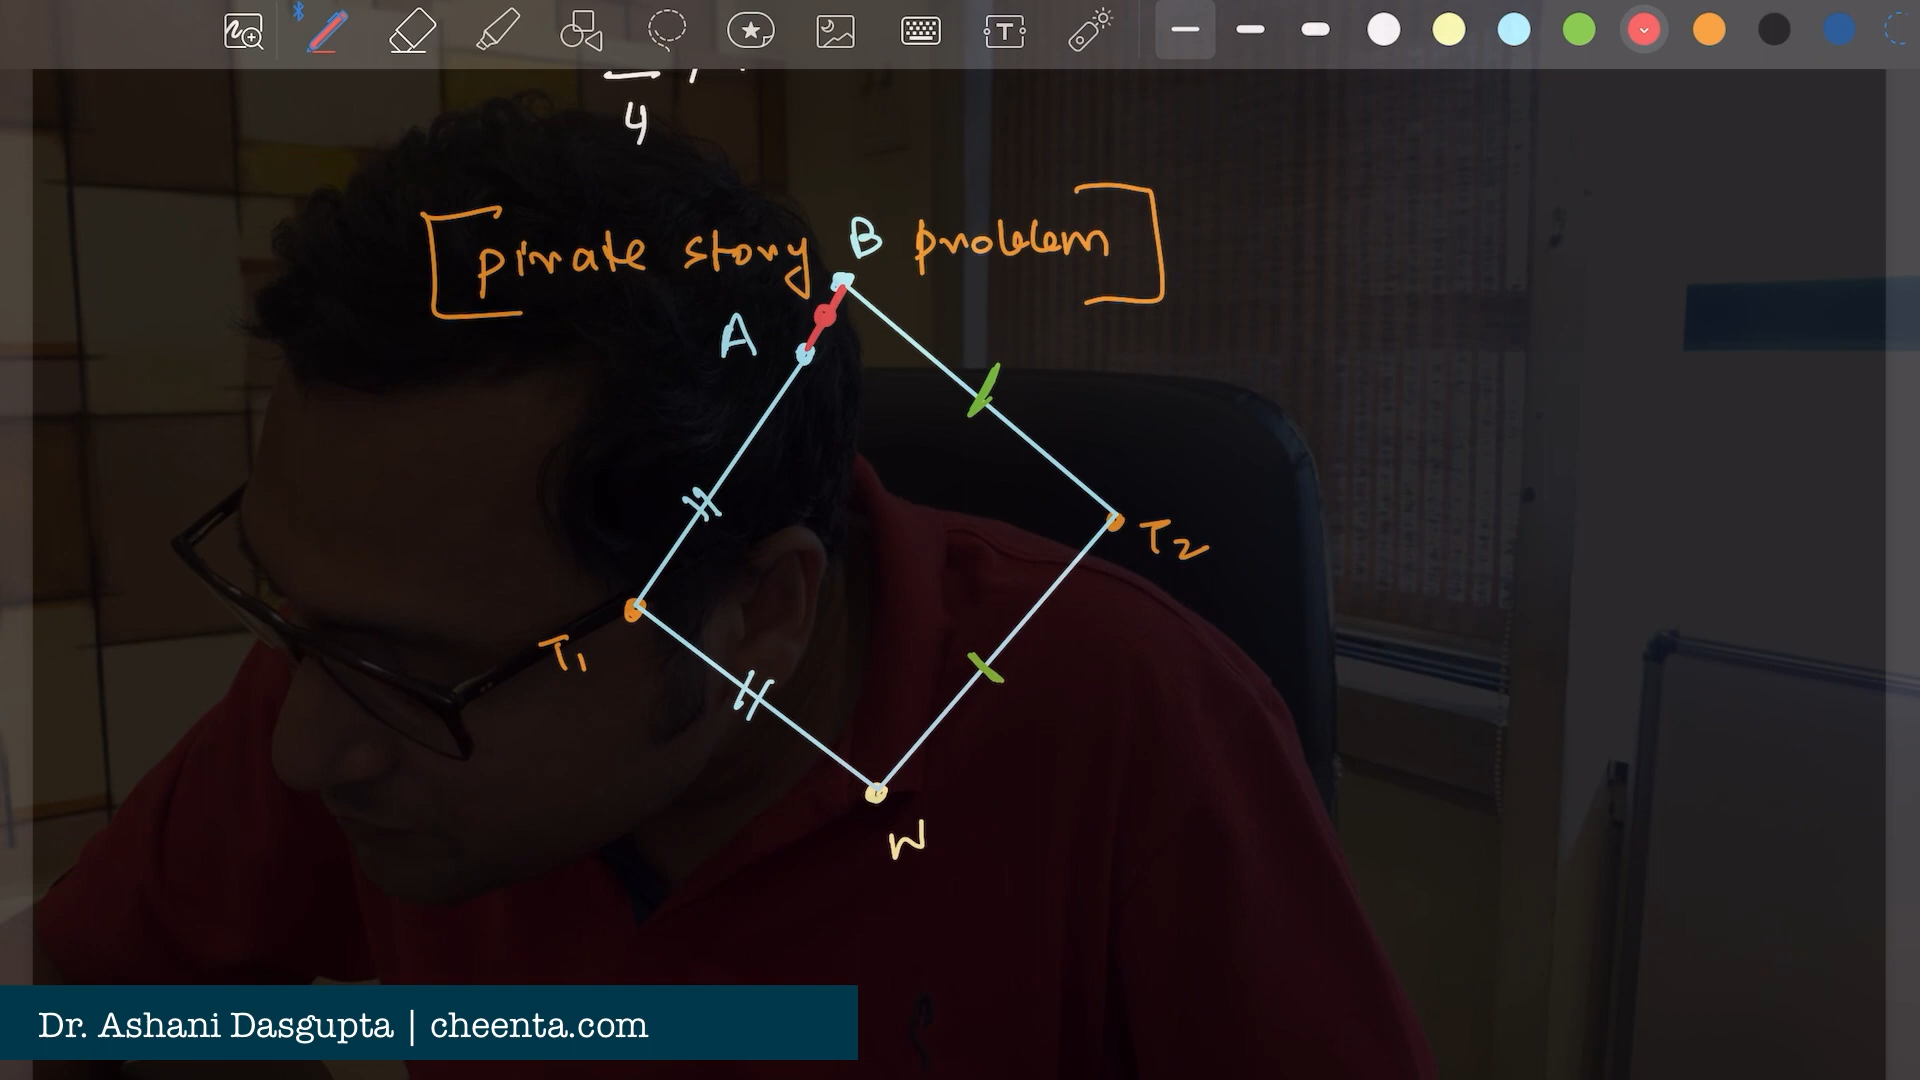 T
4
[pirate story problem]
B
A
T2
T1
W
Dr. Ashani Dasgupta | cheenta.com